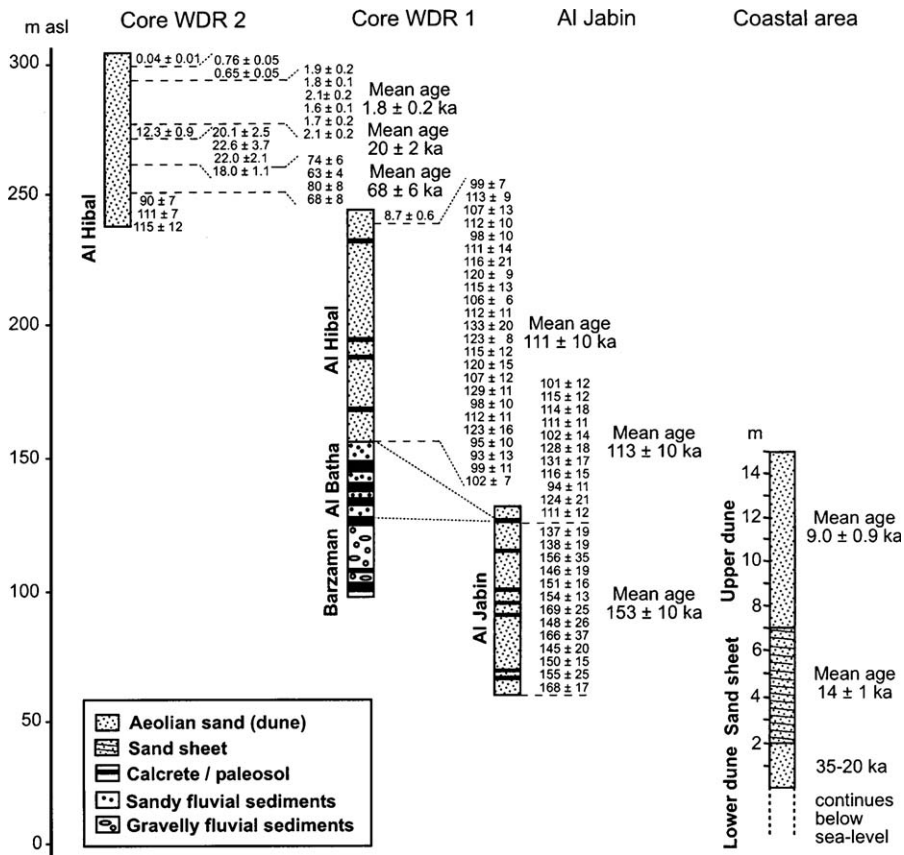 Core WDR 2
Core WDR 1
Al Jabin
Coastal area
m asl
300
250
200
150
100
50
0
Al Hibal
0.04 ± 0.01
0.76 ± 0.05
0.65 ± 0.05
12.3 ± 0.9
20.1 ± 2.5
22.6 ± 3.7
22.0 ±2.1
18.0 ± 1.1
90 ± 7
111 ± 7
115 ± 12
1.9 ± 0.2
1.8 ± 0.1
2.1± 0.2
1.6 ± 0.1
1.7 ± 0.2
2.1 ± 0.2
74 ± 6
63 ± 4
80 ± 8
68 ± 8
Mean age
1.8 ± 0.2 ka
Mean age
20 ± 2 ka
Mean age
68 ± 6 ka
8.7 ± 0.6
Al Hibal
Al Batha
Barzaman
99 ± 7
113 ± 9
107 ± 13
112 ± 10
98 ± 10
111 ± 14
116 ± 21
120 ± 9
115 ± 13
106 ± 6
112 ± 11
133 ± 20
123 ± 8
115 ± 12
120 ± 15
107 ± 12
129 ± 11
98 ± 10
112 ± 11
123 ± 16
95 ± 10
93 ± 13
99 ± 11
102 ± 7
Mean age
111 ± 10 ka
Al Jabin
101 ± 12
115 ± 12
114 ± 18
111 ± 11
102 ± 14
128 ± 18
131 ± 17
116 ± 15
94 ± 11
124 ± 21
111 ± 12
137 ± 19
138 ± 19
156 ± 35
146 ± 19
151 ± 16
154 ± 13
169 ± 25
148 ± 26
166 ± 37
145 ± 20
150 ± 15
155 ± 25
168 ± 17
Mean age
113 ± 10 ka
Mean age
153 ± 10 ka
m
14
12
10
8
6
4
2
Upper dune
Sand sheet
Lower dune
Mean age
9.0 ± 0.9 ka
Mean age
14 ± 1 ka
35-20 ka
continues
below
sea-level
Aeolian sand (dune)
Sand sheet
Calcrete / paleosol
Sandy fluvial sediments
Gravelly fluvial sediments